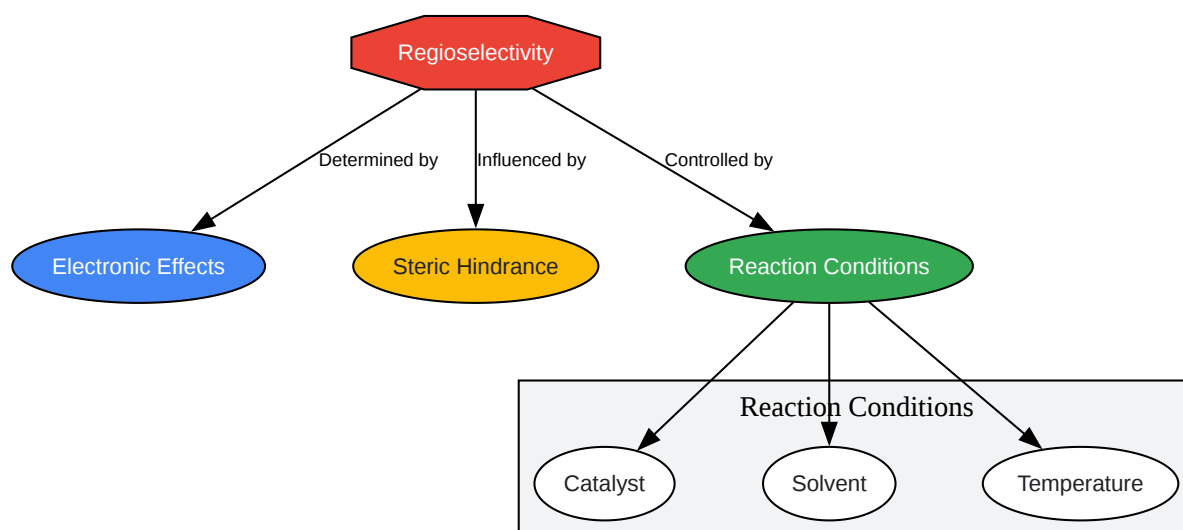 Regioselectivity
Determined by
Influenced by
Controlled by
Electronic Effects
Steric Hindrance
Reaction Conditions
Reaction Conditions
Catalyst
Solvent
Temperature